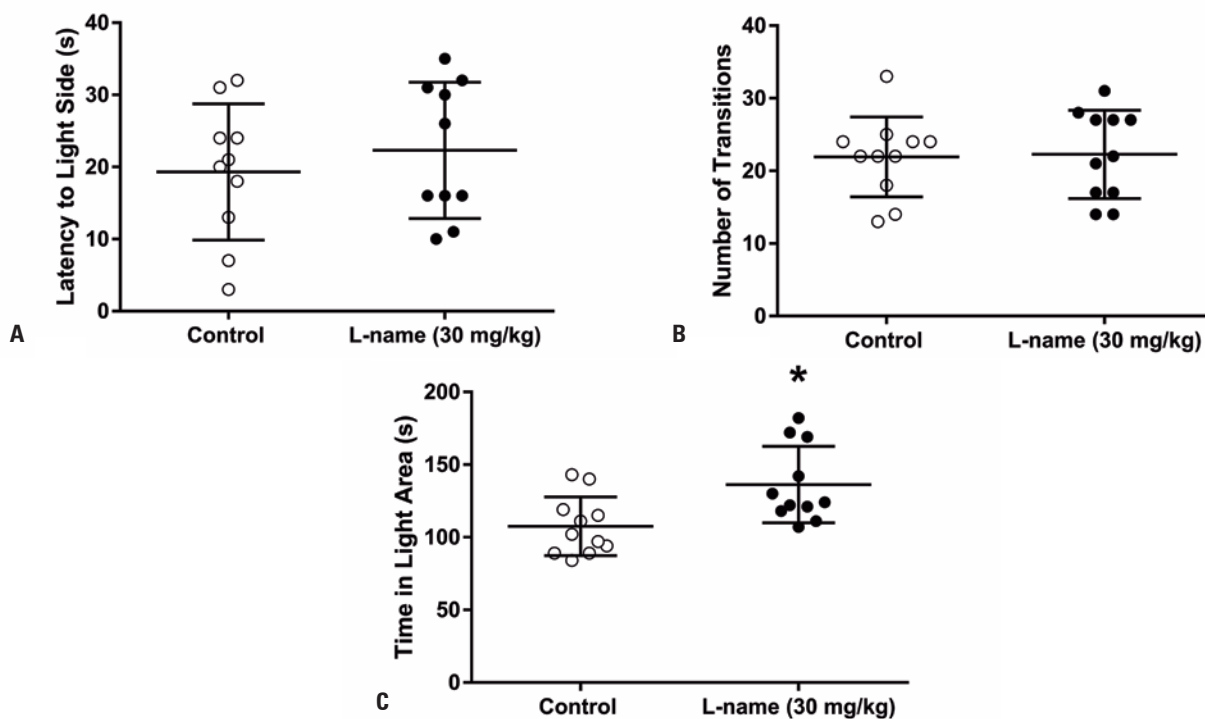 Latency to Light Side (s)
40
30
20
10
0
Control
L-name (30 mg/kg)
A
Number of Transitions
40
30
20
10
0
Control
L-name (30 mg/kg)
B
Time in Light Area (s)
200
150
100
50
0
*
Control
L-name (30 mg/kg)
C